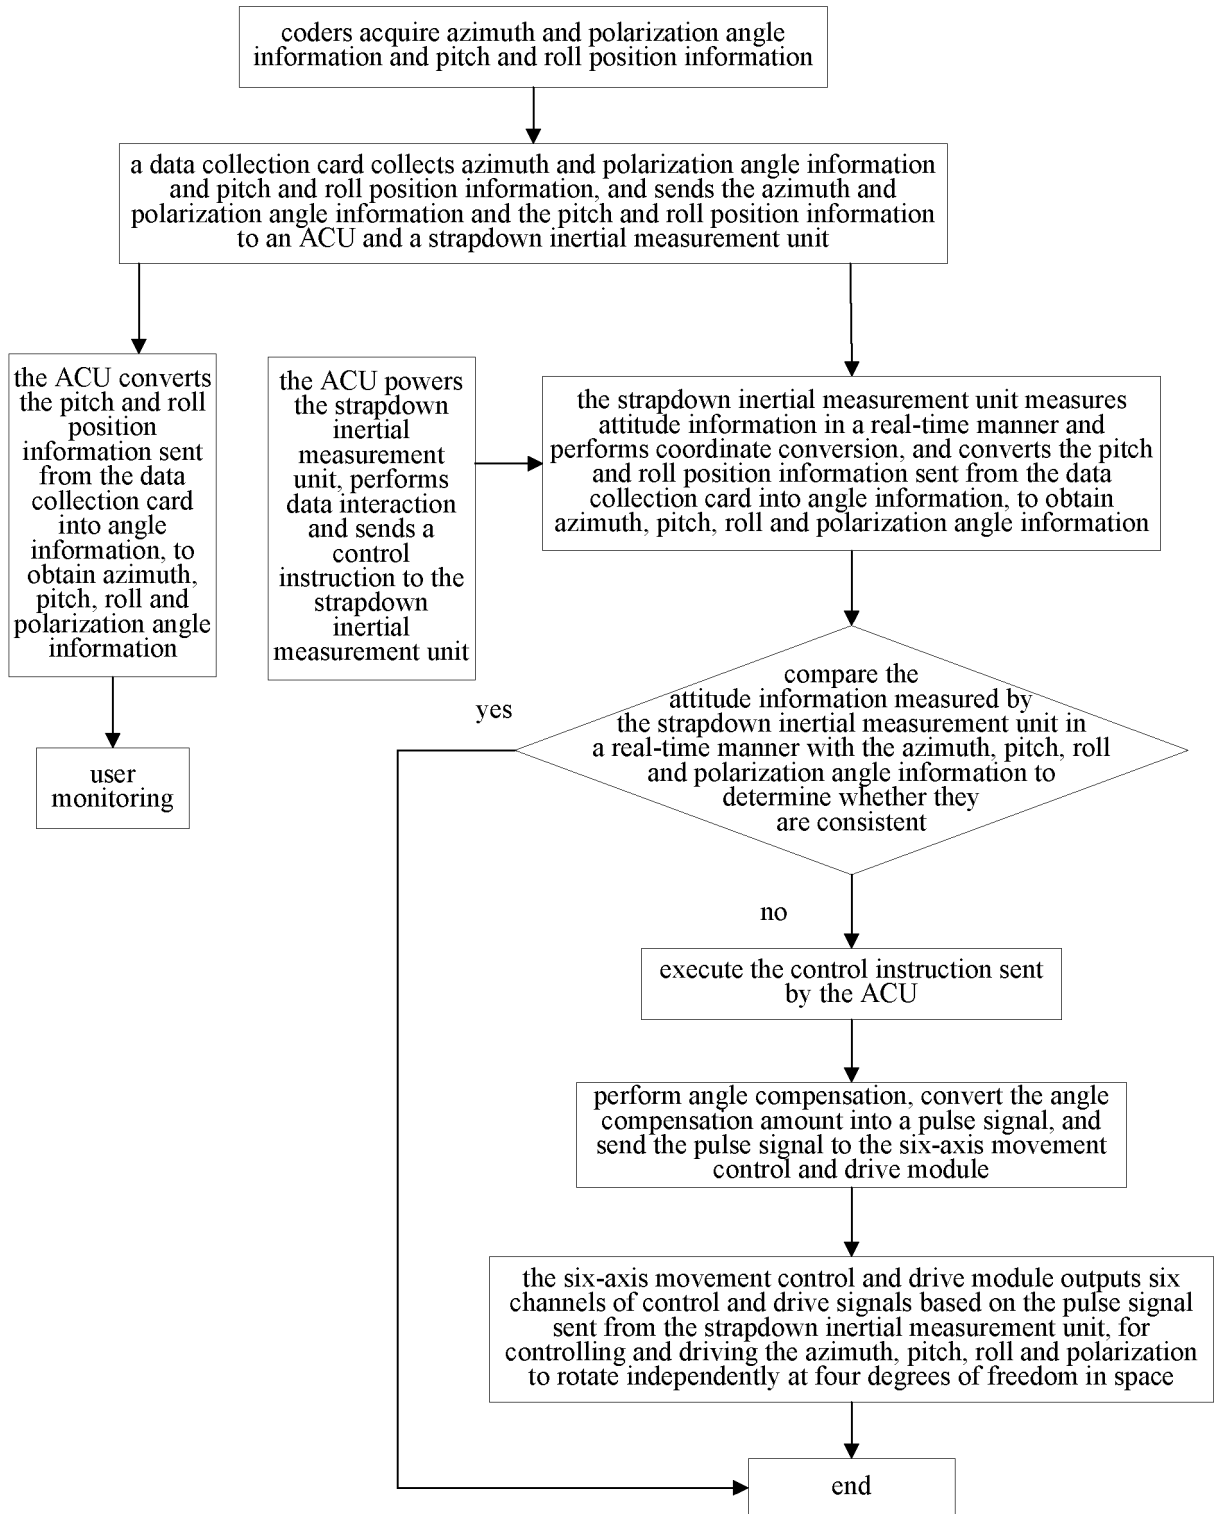 coders acquire azimuth and polarization angle
information and pitch and roll position information
a data collection card collects azimuth and polarization angle information
and pitch and roll position information, and sends the azimuth and
polarization angle information and the pitch and roll position information
to an ACU and a strapdown inertial measurement unit
the ACU converts
the pitch and roll
position
information sent
from the data
collection card
into angle
information, to
obtain azimuth,
pitch, roll and
polarization angle
information
user
monitoring
the ACU powers
the strapdown
inertial
measurement
unit, performs
data interaction
and sends a
control
instruction to the
strapdown
inertial
measurement unit
the strapdown inertial measurement unit measures
attitude information in a real-time manner and
performs coordinate conversion, and converts the pitch
and roll position information sent from the data
collection card into angle information, to obtain
azimuth, pitch, roll and polarization angle information
compare the
attitude information measured by
the strapdown inertial measurement unit in
a real-time manner with the azimuth, pitch, roll
and polarization angle information to
determine whether they
are consistent
yes
no
execute the control instruction sent
by the ACU
perform angle compensation, convert the angle
compensation amount into a pulse signal, and
send the pulse signal to the six-axis movement
control and drive module
the six-axis movement control and drive module outputs six
channels of control and drive signals based on the pulse signal
sent from the strapdown inertial measurement unit, for
controlling and driving the azimuth, pitch, roll and polarization
to rotate independently at four degrees of freedom in space
end